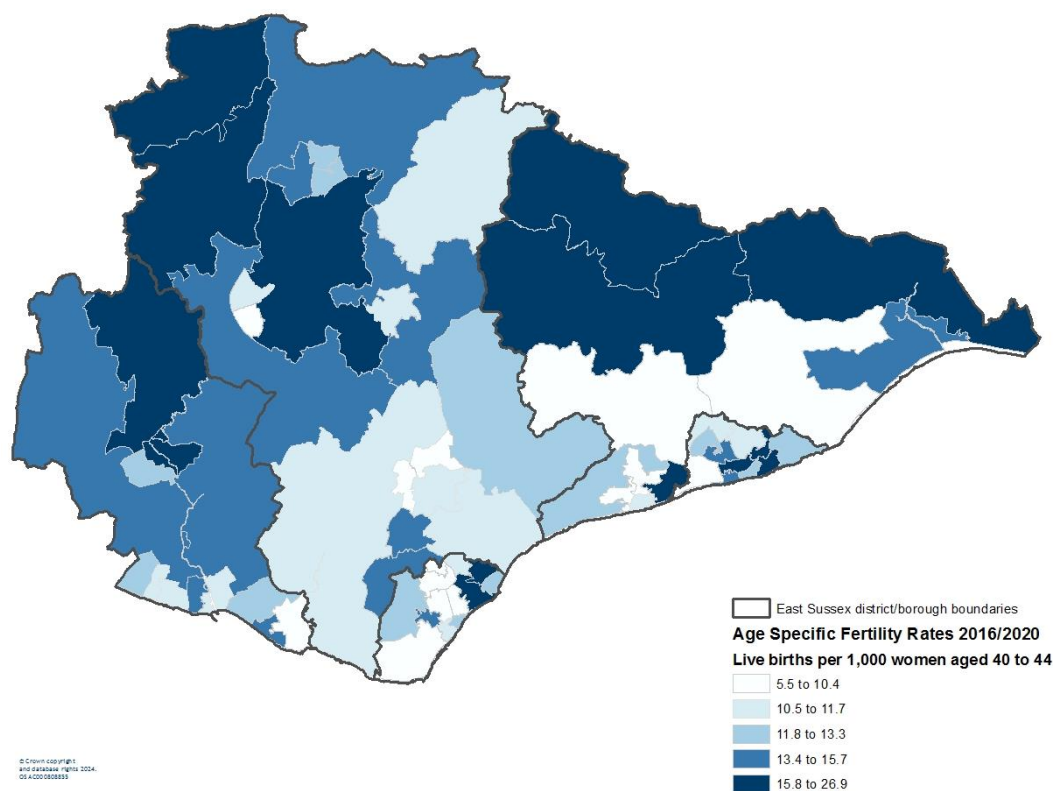 East Sussex district/borough boundaries
Age Specific Fertility Rates 2016/2020
Live births per 1,000 women aged 40 to 44
5.5 to 10.4
10.5 to 11.7
11.8 to 13.3
13.4 to 15.7
15.8 to 26.9
© Crown copyright
and database rights 2024.